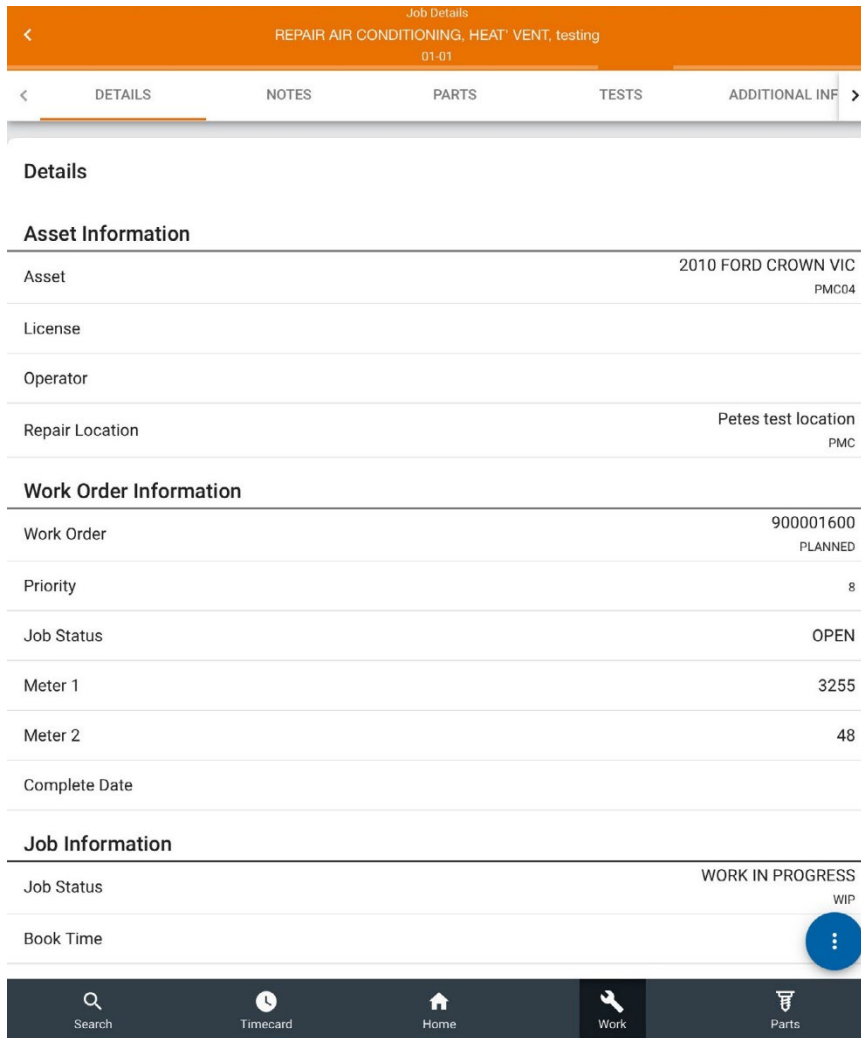 Job Details
REPAIR AIR CONDITIONING, HEAT' VENT, testing
01-01
DETAILS NOTES PARTS TESTS ADDITIONAL INF
Details
Asset Information
Asset 2010 FORD CROWN VIC
PMC04
License
Operator
Repair Location Petes test location
PMC
Work Order Information
Work Order 900001600
PLANNED
Priority 8
Job Status OPEN
Meter 1 3255
Meter 2 48
Complete Date
Job Information
Job Status WORK IN PROGRESS
WIP
Book Time
Search Timecard Home Work Parts